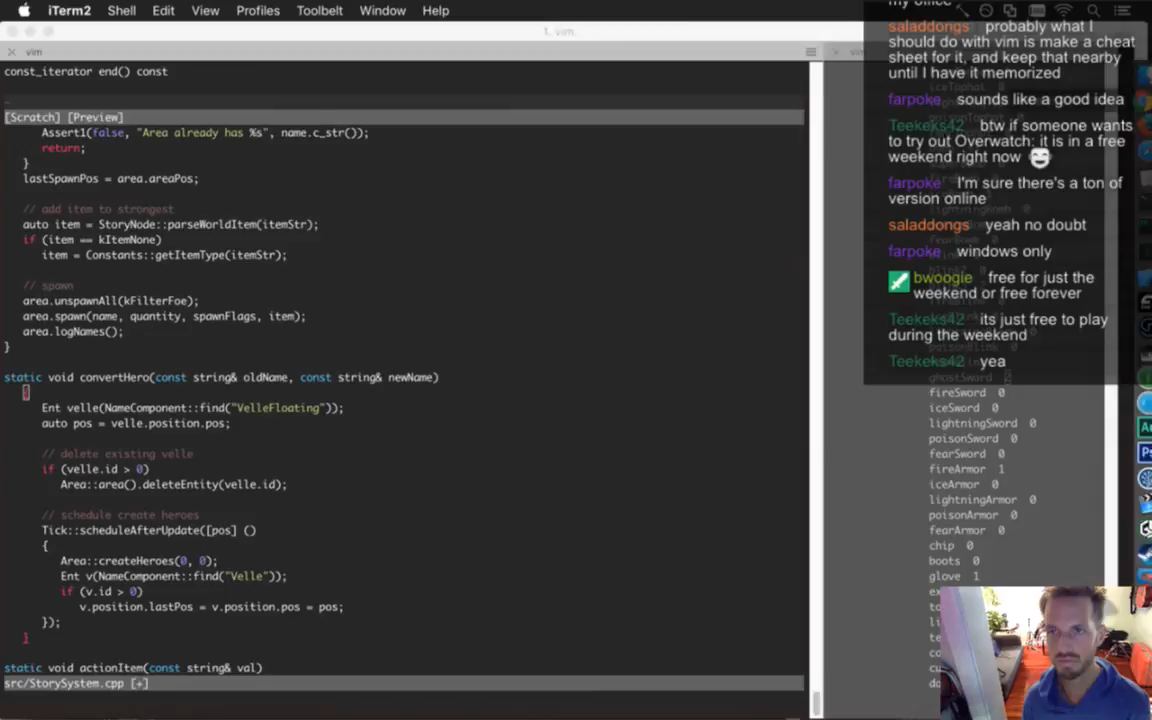 iTerm2 Shell Edit View Profiles Toolbelt Window Help
1. vim
vim
const_iterator end() const
[Scratch] [Preview]
Assert1(false, "Area already has %s", name.c_str());
return;
}
lastSpawnPos = area.areaPos;
// add item to strongest
auto item = StoryNode::parseWorldItem(itemStr);
if (item == kItemNone)
item = Constants::getItemType(itemStr);
// spawn
area.unspawnAll(kFilterFoe);
area.spawn(name, quantity, spawnFlags, item);
area.logNames();
}
static void convertHero(const string& oldName, const string& newName)
{
Ent velle(NameComponent::find("VelleFloating"));
auto pos = velle.position.pos;
// delete existing velle
if (velle.id > 0)
Area::area().deleteEntity(velle.id);
// schedule create heroes
Tick::scheduleAfterUpdate([pos] ()
{
Area::createHeroes(0, 0);
Ent v(NameComponent::find("Velle"));
if (v.id > 0)
v.position.lastPos = v.position.pos = pos;
});
}
static void actionItem(const string& val)
src/StorySystem.cpp [+]
my office
saladdongs probably what I
should do with vim is make a cheat
sheet for it, and keep that nearby
until I have it memorized
farpoke sounds like a good idea
Teekeks42 btw if someone wants
to try out Overwatch: it is in a free
weekend right now
farpoke I'm sure there's a ton of
version online
saladdongs yeah no doubt
farpoke windows only
bwoogie free for just the
weekend or free forever
Teekeks42 its just free to play
during the weekend
Teekeks42 yea
ghostSword
fireSword 0
iceSword 0
lightningSword 0
poisonSword 0
fearSword 0
fireArmor 1
iceArmor 0
lightningArmor 0
poisonArmor 0
fearArmor 0
chip 0
boots 0
glove 1